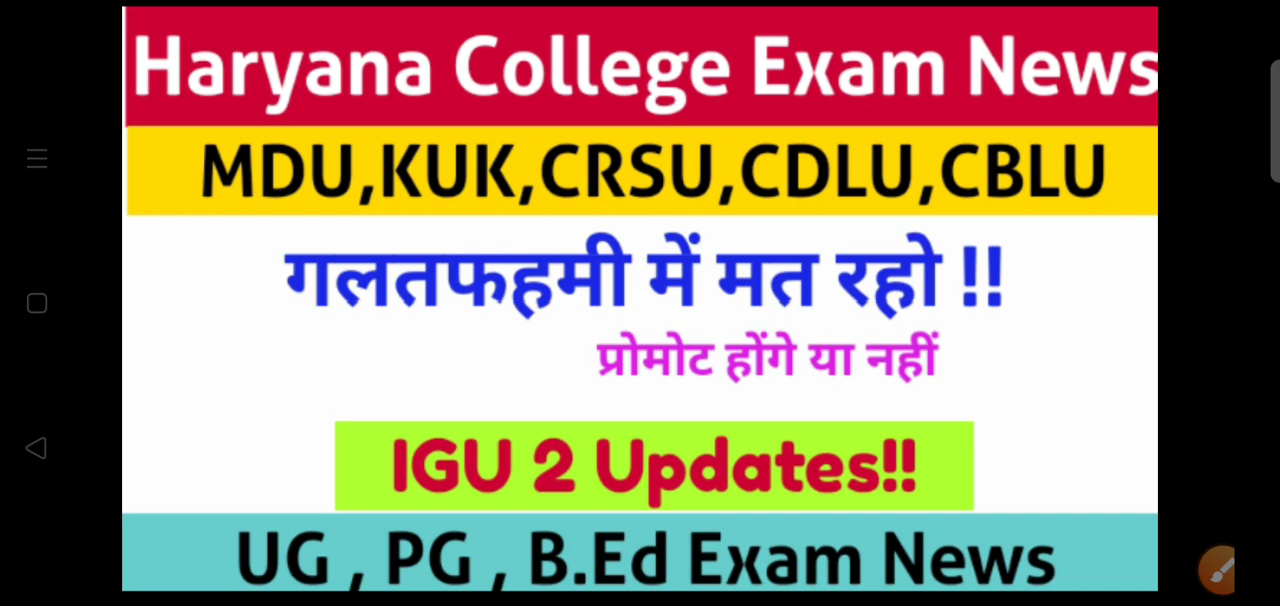 Haryana College Exam News
MDU,KUK,CRSU,CDLU,CBLU
गलतफहमी में मत रहो !!
प्रोमोट होंगे या नहीं
IGU 2 Updates!!
UG , PG , B.Ed Exam News